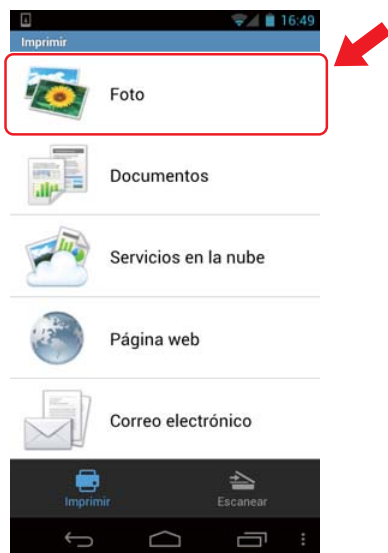 16:49
Imprimir
Foto
Documentos
Servicios en la nube
Página web
Correo electrónico
Imprimir
Escanear